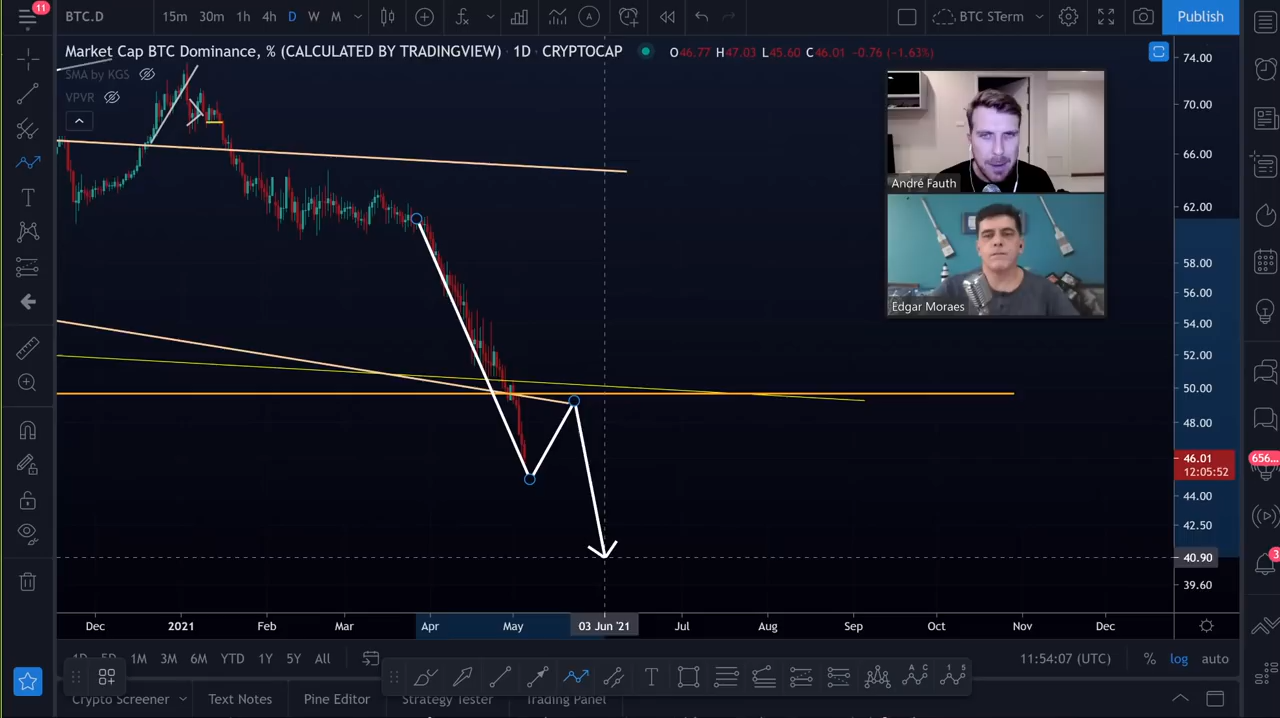 11
BTC.D
15m 30m 1h 4h D W M
BTC STerm
Publish
Market Cap BTC Dominance, % (CALCULATED BY TRADINGVIEW) · 1D · CRYPTOCAP
O46.77 H47.03 L45.60 C46.01 -0.76 (-1.63%)
SMA by KGS
VPVR
André Fauth
Edgar Moraes
74.00
70.00
66.00
62.00
58.00
56.00
54.00
52.00
50.00
48.00
46.01
12:05:52
44.00
42.50
40.90
39.60
656...
3
Dec 2021 Feb Mar Apr May 03 Jun '21 Jul Aug Sep Oct Nov Dec
1D 5D 1M 3M 6M YTD 1Y 5Y All
11:54:07 (UTC) % log auto
Crypto Screener Text Notes Pine Editor Strategy Tester Trading Panel